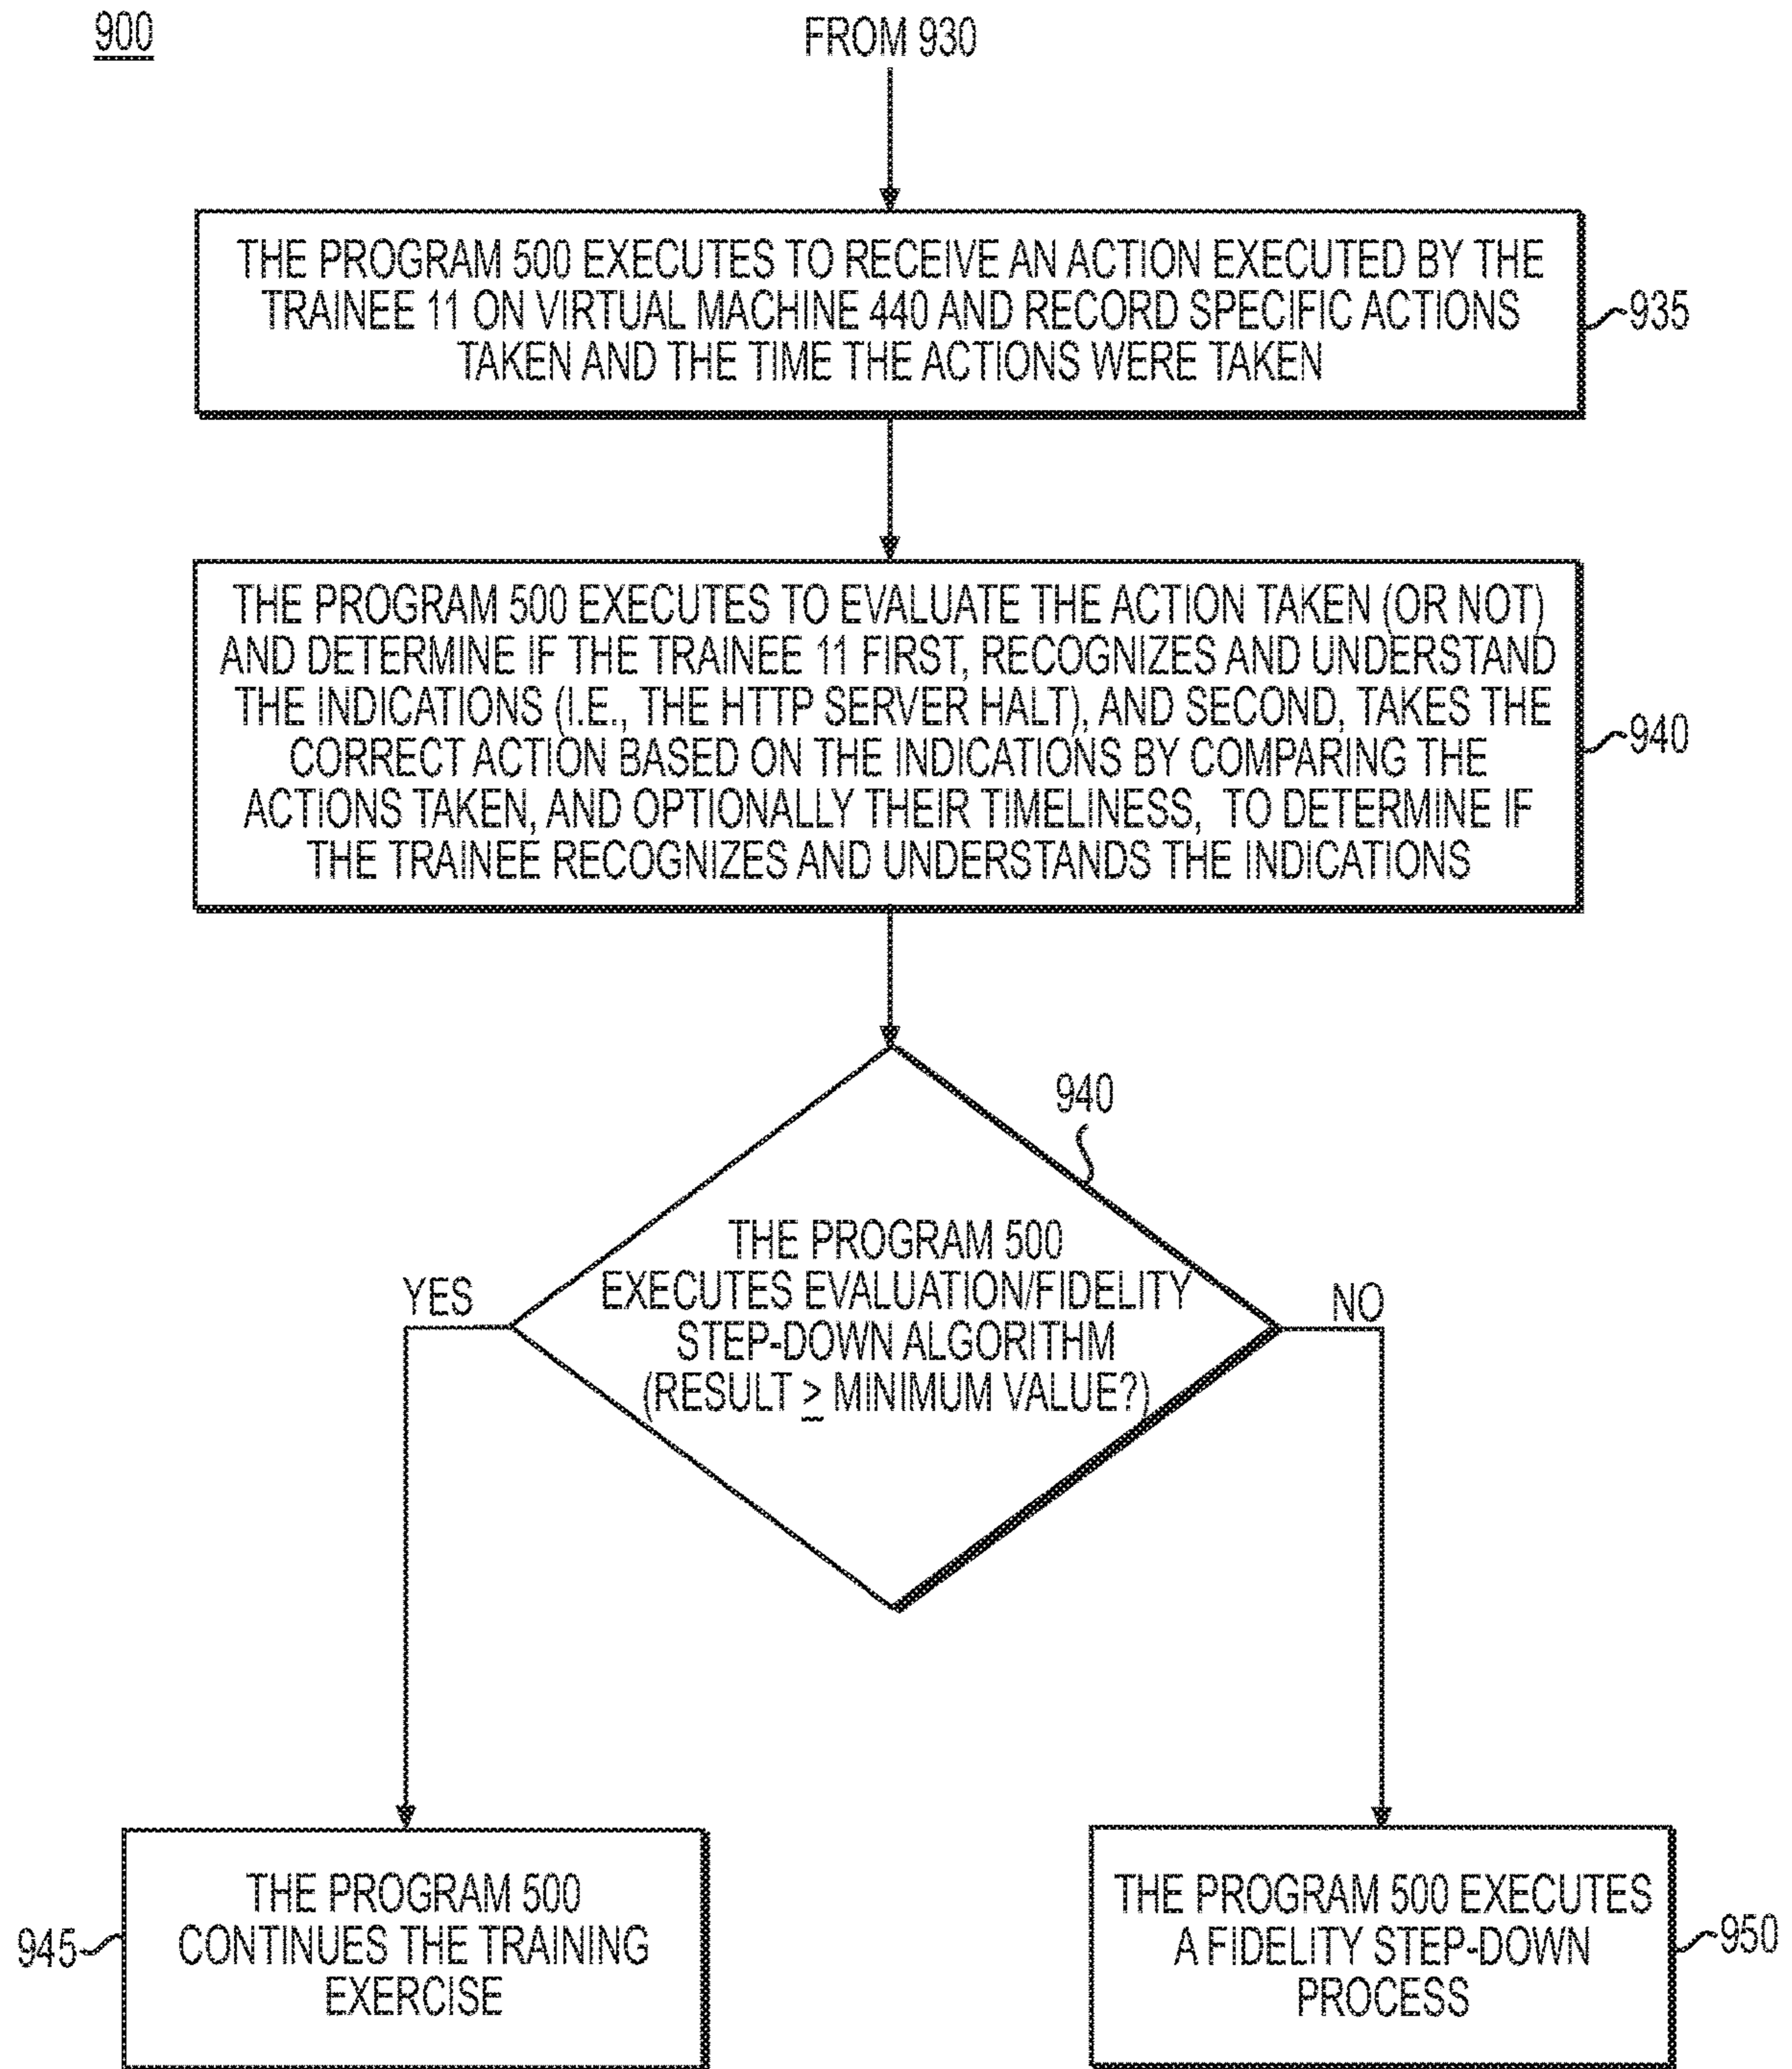 900
FROM 930
THE PROGRAM 500 EXECUTES TO RECEIVE AN ACTION EXECUTED BY THE
TRAINEE 11 ON VIRTUAL MACHINE 440 AND RECORD SPECIFIC ACTIONS
TAKEN AND THE TIME THE ACTIONS WERE TAKEN
935
THE PROGRAM 500 EXECUTES TO EVALUATE THE ACTION TAKEN (OR NOT)
AND DETERMINE IF THE TRAINEE 11 FIRST, RECOGNIZES AND UNDERSTAND
THE INDICATIONS (I.E., THE HTTP SERVER HALT), AND SECOND, TAKES THE
CORRECT ACTION BASED ON THE INDICATIONS BY COMPARING THE
ACTIONS TAKEN, AND OPTIONALLY THEIR TIMELINESS, TO DETERMINE IF
THE TRAINEE RECOGNIZES AND UNDERSTANDS THE INDICATIONS
940
940
THE PROGRAM 500
EXECUTES EVALUATION/FIDELITY
STEP-DOWN ALGORITHM
(RESULT ≥ MINIMUM VALUE?)
YES
NO
THE PROGRAM 500
CONTINUES THE TRAINING
EXERCISE
945
THE PROGRAM 500 EXECUTES
A FIDELITY STEP-DOWN
PROCESS
950